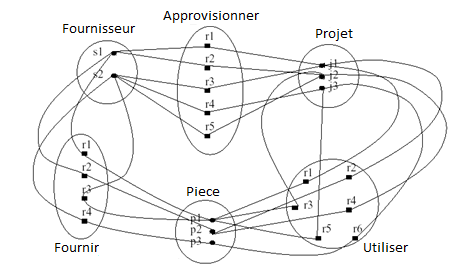 Approvisionner
Fournisseur
Projet
r1
s1
r2
j1
s2
j2
r3
j3
r4
r5
r1
r2
r3
r4
Piece
p1
p2
p3
r1
r2
r3
r4
r5
r6
Fournir
Utiliser